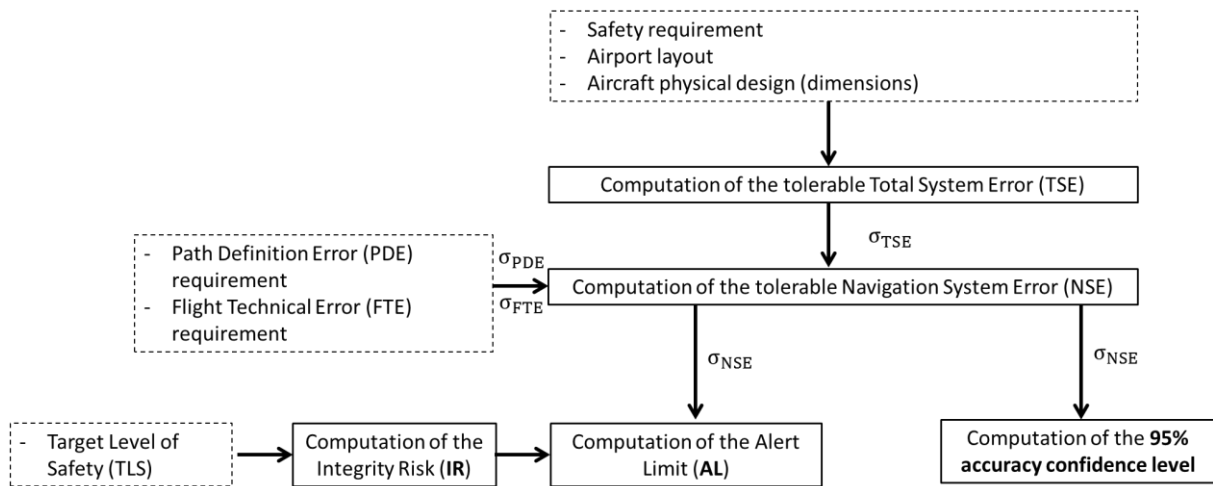 - Safety requirement
- Airport layout
- Aircraft physical design (dimensions)
Computation of the tolerable Total System Error (TSE)
σTSE
- Path Definition Error (PDE)
requirement
- Flight Technical Error (FTE)
requirement
σPDE
σFTE
Computation of the tolerable Navigation System Error (NSE)
σNSE
σNSE
- Target Level of
Safety (TLS)
Computation of the
Integrity Risk (IR)
Computation of the Alert
Limit (AL)
Computation of the 95%
accuracy confidence level